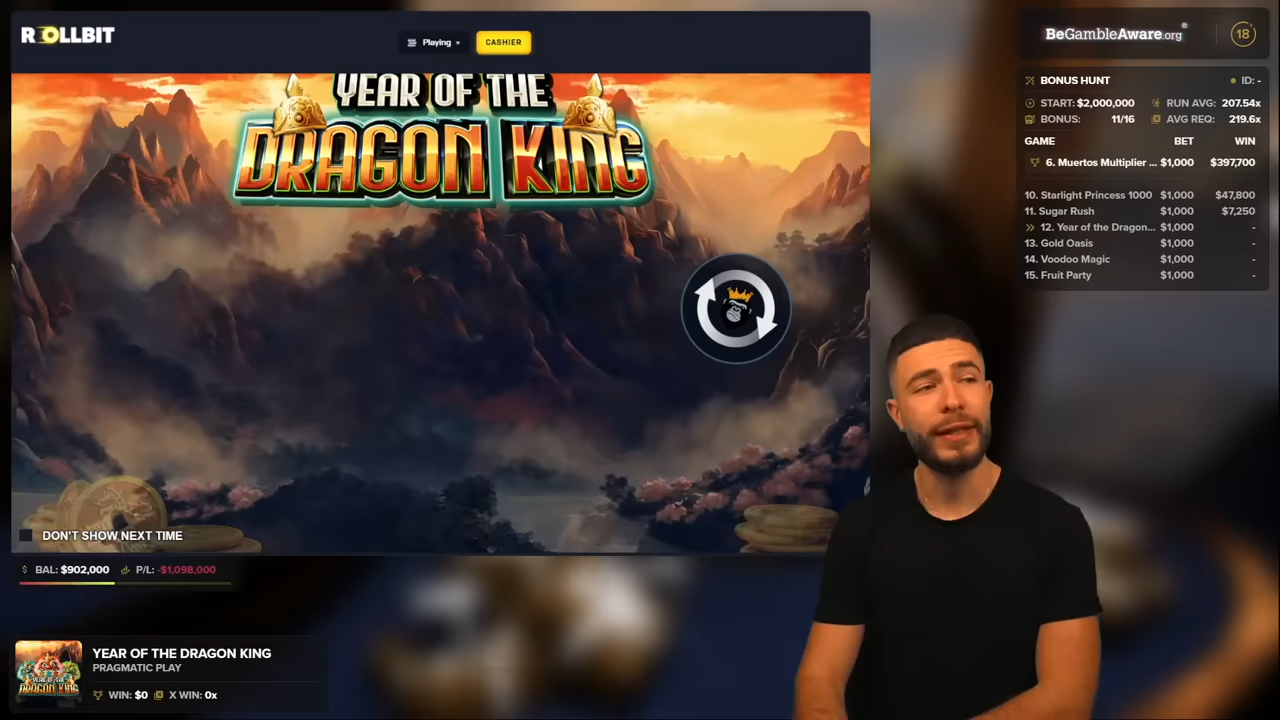 ROLLBIT
Playing
CASHIER
YEAR OF THE
DRAGON KING
DON'T SHOW NEXT TIME
BAL: $902,000 P/L: -$1,098,000
YEAR OF THE
DRAGON KING
YEAR OF THE DRAGON KING
PRAGMATIC PLAY
WIN: $0 X WIN: 0x
BeGambleAware.org®
18+
BONUS HUNT ID: -
START: $2,000,000 RUN AVG: 207.54x
BONUS: 11/16 AVG REQ: 219.6x
GAME BET WIN
6. Muertos Multiplier ... $1,000 $397,700
10. Starlight Princess 1000 $1,000 $47,800
11. Sugar Rush $1,000 $7,250
12. Year of the Dragon... $1,000 -
13. Gold Oasis $1,000 -
14. Voodoo Magic $1,000 -
15. Fruit Party $1,000 -